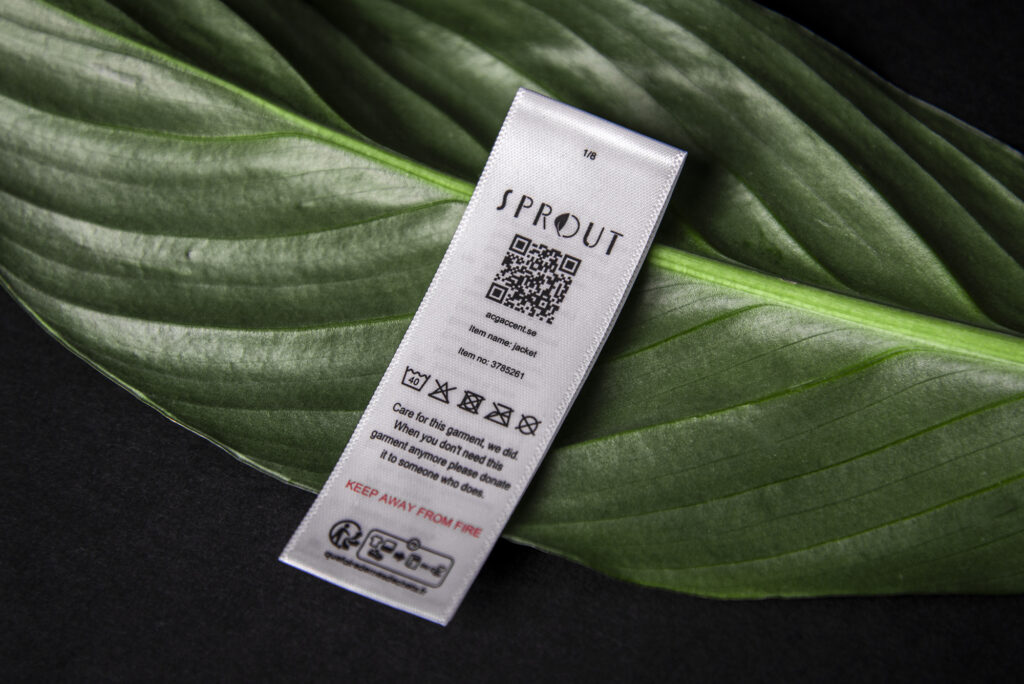 1/8
SPROUT
acgaccent.se
Item name: jacket
Item no: 3785261
40
Care for this garment, we did.
When you don't need this
garment anymore please donate
it to someone who does.
KEEP AWAY FROM FIRE